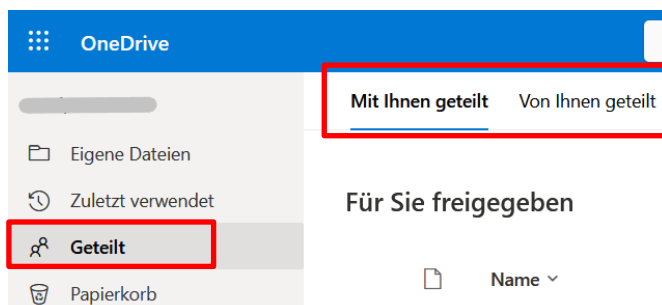 OneDrive
Mit Ihnen geteilt Von Ihnen geteilt
Eigene Dateien
Zuletzt verwendet
Für Sie freigegeben
Geteilt
Name
Papierkorb